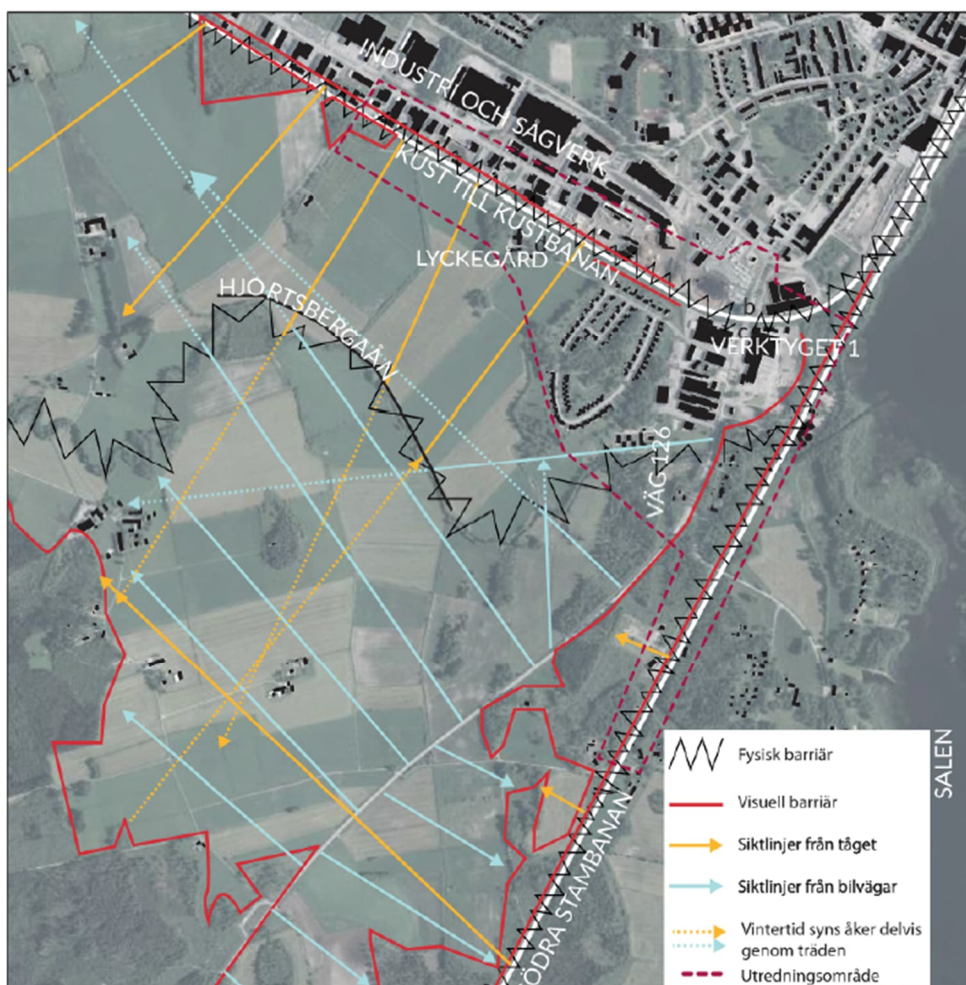 INDUSTRI OCH SÅGVERK
KUST TILL KUSTBANAN
LYCKEGÅRD
HJORTSBERGAÅN
b
c
VERKTYGET 1
VÄG 126
SÖDRA STAMBANAN
SALEN
Fysisk barriär
Visuell barriär
Siktlinjer från tåget
Siktlinjer från bilvägar
Vintertid syns åker delvis
genom träden
Utredningsområde